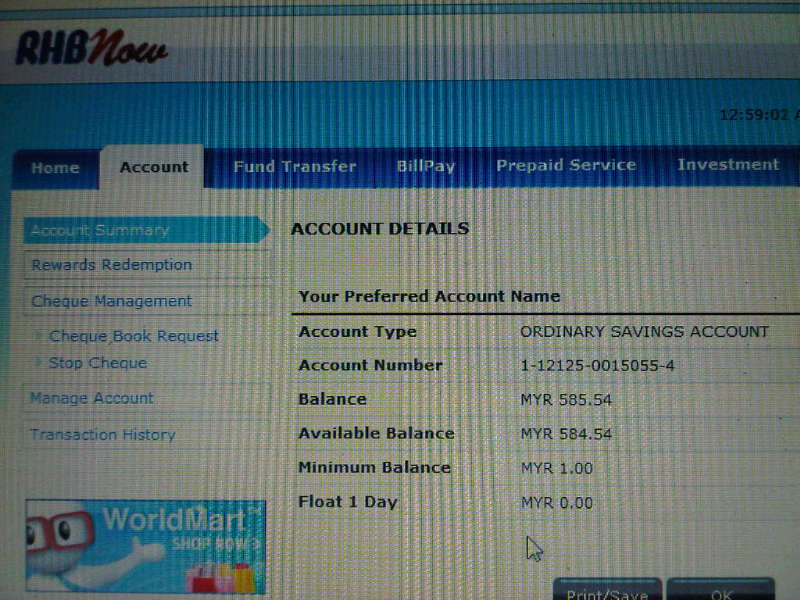 RHBNow
12:59:02 A
Home Account Fund Transfer BillPay Prepaid Service Investment
Account Summary
Rewards Redemption
Cheque Management
Cheque Book Request
Stop Cheque
Manage Account
Transaction History
ACCOUNT DETAILS
Your Preferred Account Name
Account Type ORDINARY SAVINGS ACCOUNT
Account Number 1-12125-0015055-4
Balance MYR 585.54
Available Balance MYR 584.54
Minimum Balance MYR 1.00
Float 1 Day MYR 0.00
WorldMart™
SHOP NOW
Print/Save OK